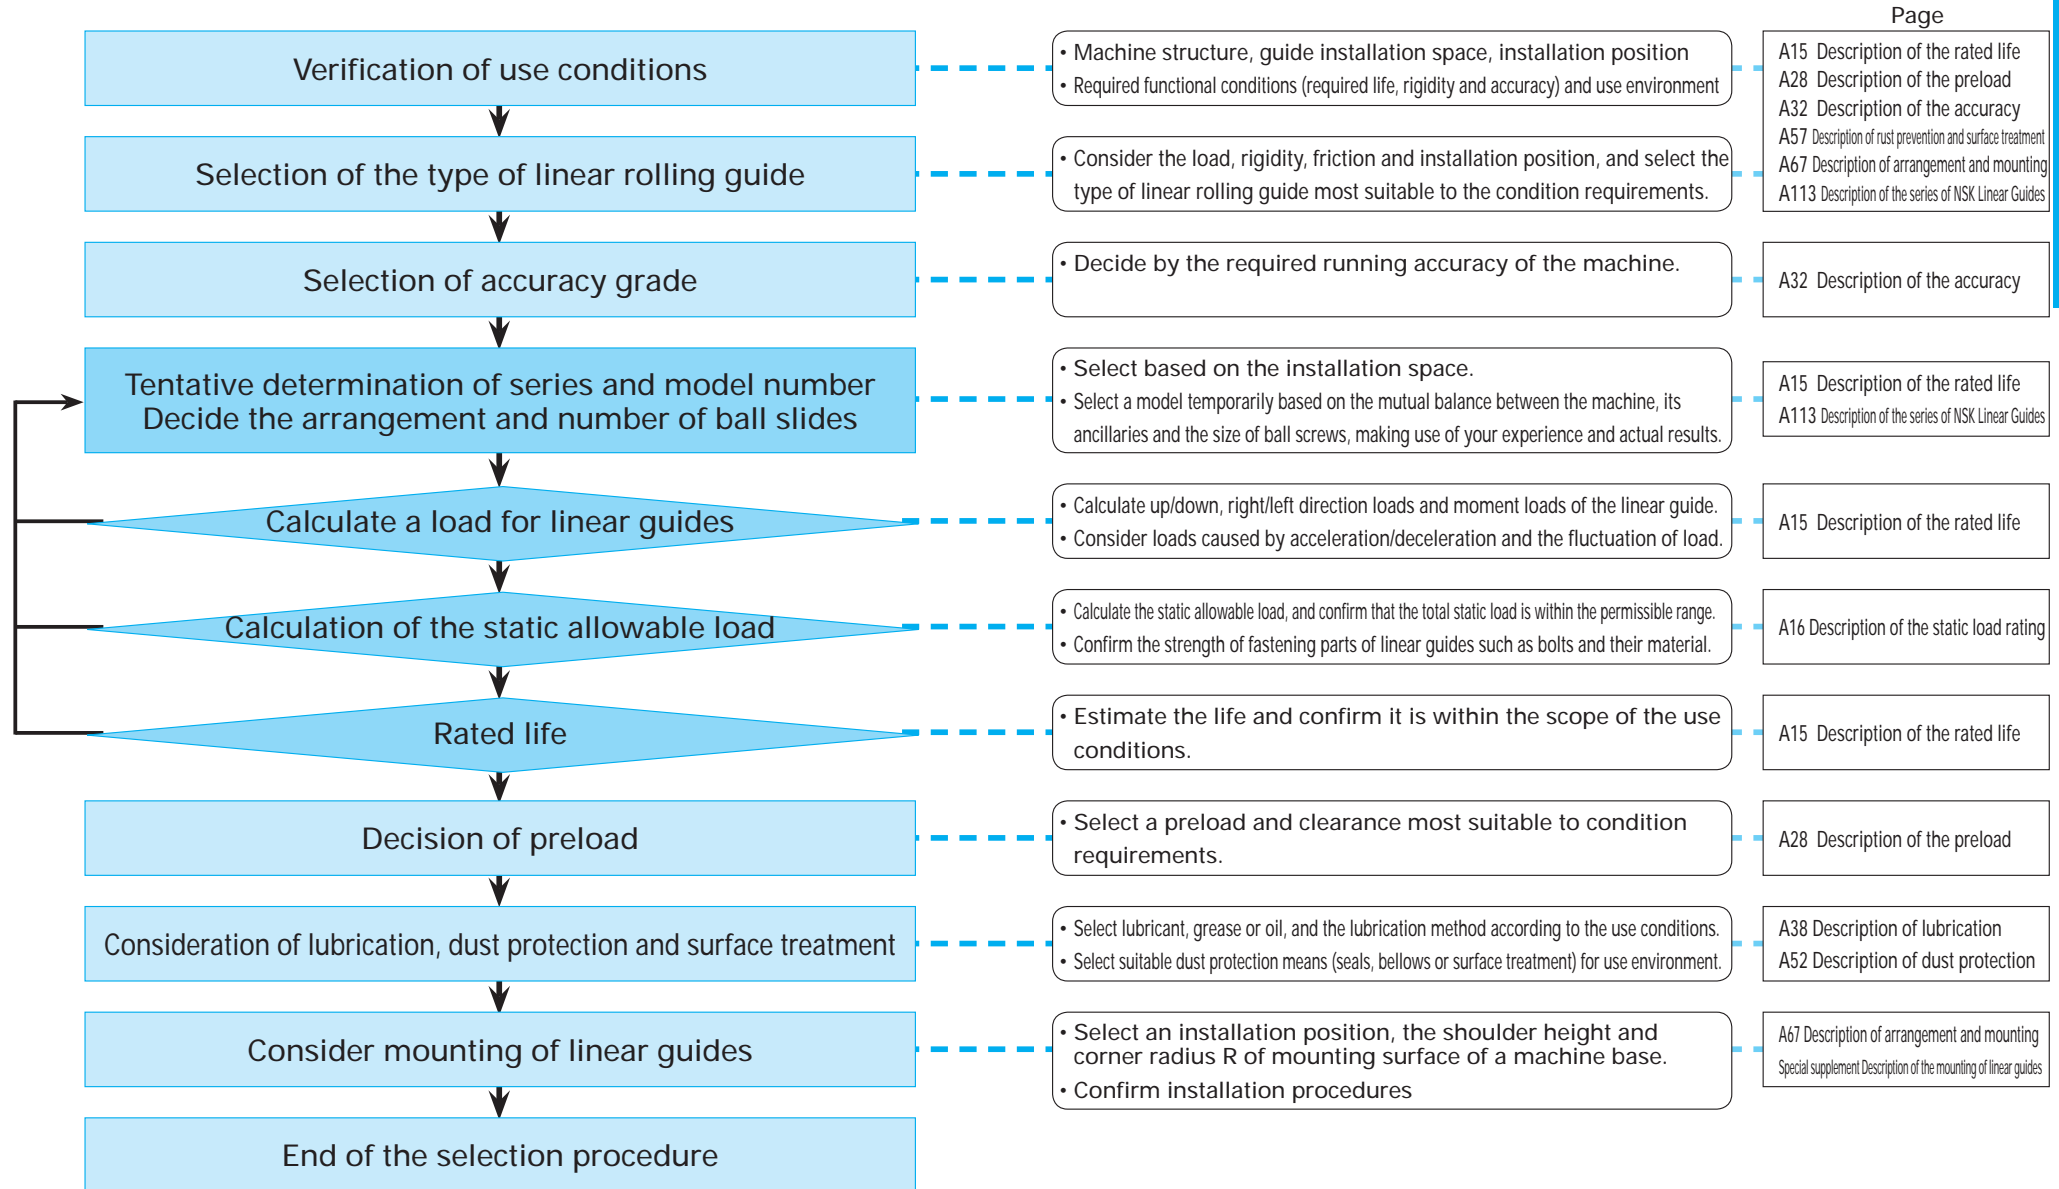 Page
Verification of use conditions
• Machine structure, guide installation space, installation position
• Required functional conditions (required life, rigidity and accuracy) and use environment
A15 Description of the rated life
A28 Description of the preload
A32 Description of the accuracy
A57 Description of rust prevention and surface treatment
A67 Description of arrangement and mounting
A113 Description of the series of NSK Linear Guides
Selection of the type of linear rolling guide
• Consider the load, rigidity, friction and installation position, and select the
type of linear rolling guide most suitable to the condition requirements.
Selection of accuracy grade
• Decide by the required running accuracy of the machine.
A32 Description of the accuracy
Tentative determination of series and model number
Decide the arrangement and number of ball slides
• Select based on the installation space.
• Select a model temporarily based on the mutual balance between the machine, its
ancillaries and the size of ball screws, making use of your experience and actual results.
A15 Description of the rated life
A113 Description of the series of NSK Linear Guides
Calculate a load for linear guides
• Calculate up/down, right/left direction loads and moment loads of the linear guide.
• Consider loads caused by acceleration/deceleration and the fluctuation of load.
A15 Description of the rated life
Calculation of the static allowable load
• Calculate the static allowable load, and confirm that the total static load is within the permissible range.
• Confirm the strength of fastening parts of linear guides such as bolts and their material.
A16 Description of the static load rating
Rated life
• Estimate the life and confirm it is within the scope of the use
conditions.
A15 Description of the rated life
Decision of preload
• Select a preload and clearance most suitable to condition
requirements.
A28 Description of the preload
Consideration of lubrication, dust protection and surface treatment
• Select lubricant, grease or oil, and the lubrication method according to the use conditions.
• Select suitable dust protection means (seals, bellows or surface treatment) for use environment.
A38 Description of lubrication
A52 Description of dust protection
Consider mounting of linear guides
• Select an installation position, the shoulder height and
corner radius R of mounting surface of a machine base.
• Confirm installation procedures
A67 Description of arrangement and mounting
Special supplement Description of the mounting of linear guides
End of the selection procedure